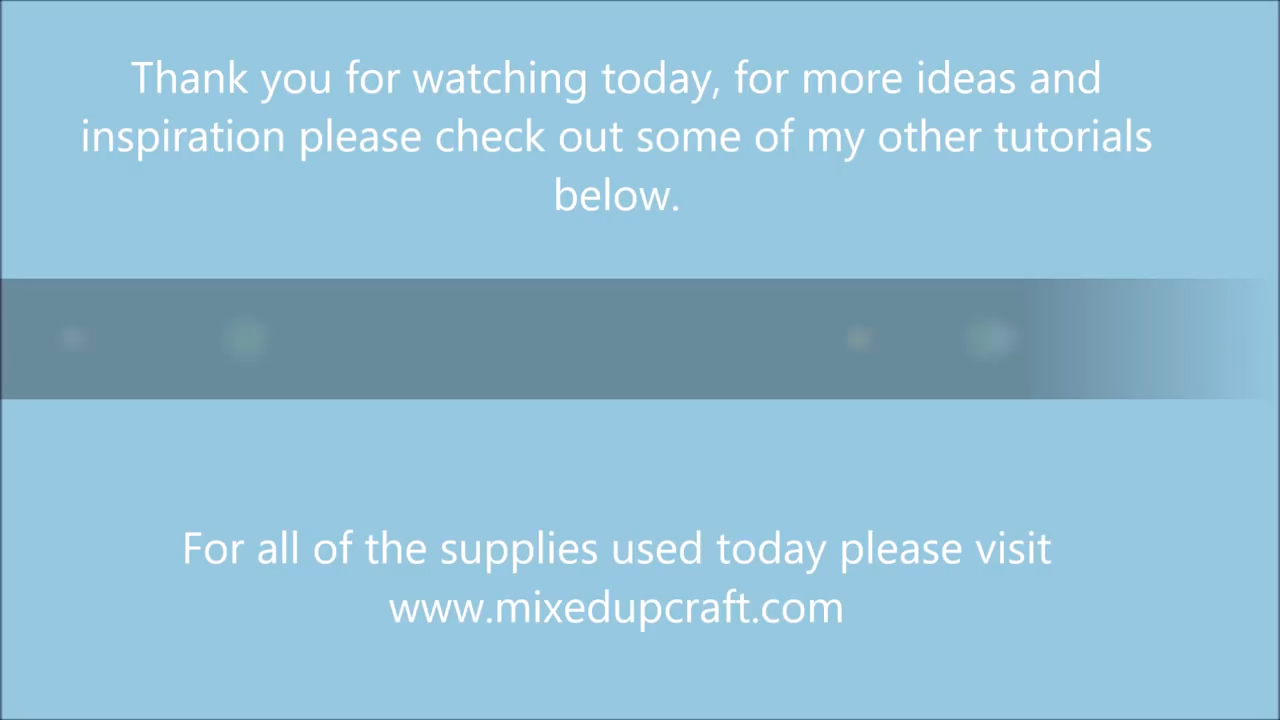 Thank you for watching today, for more ideas and
inspiration please check out some of my other tutorials
below.
For all of the supplies used today please visit
www.mixedupcraft.com